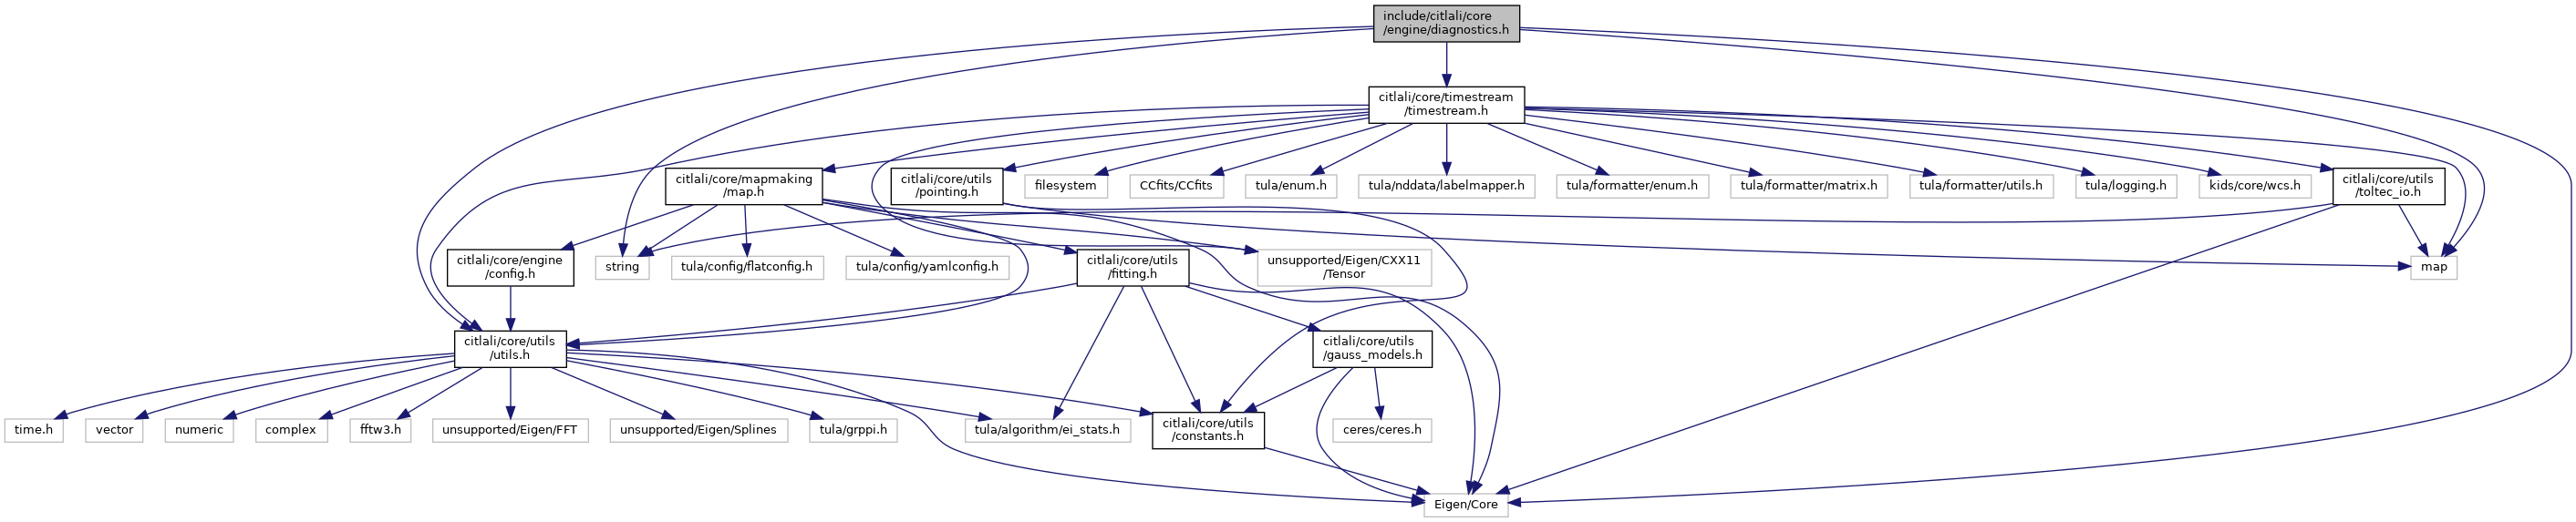 include/citlali/core
/engine/diagnostics.h
citlali/core/timestream
/timestream.h
citlali/core/mapmaking
/map.h
citlali/core/utils
/pointing.h
filesystem
CCfits/CCfits
tula/enum.h
tula/nddata/labelmapper.h
tula/formatter/enum.h
tula/formatter/matrix.h
tula/formatter/utils.h
tula/logging.h
kids/core/wcs.h
citlali/core/utils
/toltec_io.h
citlali/core/engine
/config.h
string
tula/config/flatconfig.h
tula/config/yamlconfig.h
citlali/core/utils
/fitting.h
unsupported/Eigen/CXX11
/Tensor
map
citlali/core/utils
/utils.h
citlali/core/utils
/gauss_models.h
time.h
vector
numeric
complex
fftw3.h
unsupported/Eigen/FFT
unsupported/Eigen/Splines
tula/grppi.h
tula/algorithm/ei_stats.h
citlali/core/utils
/constants.h
ceres/ceres.h
Eigen/Core